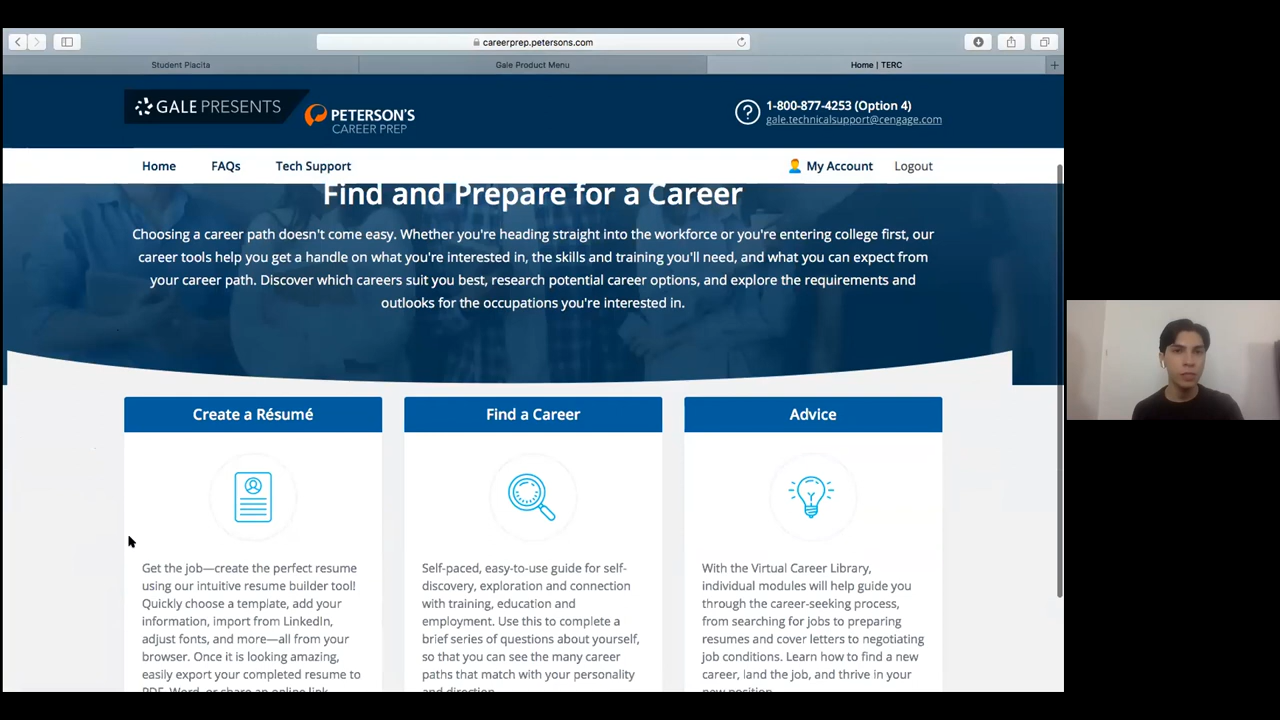 careerprep.petersons.com
Student Placita
Gale Product Menu
Home | TERC
GALE PRESENTS
PETERSON'S
CAREER PREP
1-800-877-4253 (Option 4)
gale.technicalsupport@cengage.com
Home
FAQs
Tech Support
My Account
Logout
Find and Prepare for a Career
Choosing a career path doesn't come easy. Whether you're heading straight into the workforce or you're entering college first, our
career tools help you get a handle on what you're interested in, the skills and training you'll need, and what you can expect from
your career path. Discover which careers suit you best, research potential career options, and explore the requirements and
outlooks for the occupations you're interested in.
Create a Résumé
Get the job—create the perfect resume
using our intuitive resume builder tool!
Quickly choose a template, add your
information, import from LinkedIn,
adjust fonts, and more—all from your
browser. Once it is looking amazing,
easily export your completed resume to
PDF, Word, or share an online link
Find a Career
Self-paced, easy-to-use guide for self-
discovery, exploration and connection
with training, education and
employment. Use this to complete a
brief series of questions about yourself,
so that you can see the many career
paths that match with your personality
and direction.
Advice
With the Virtual Career Library,
individual modules will help guide you
through the career-seeking process,
from searching for jobs to preparing
resumes and cover letters to negotiating
job conditions. Learn how to find a new
career, land the job, and thrive in your
new position.